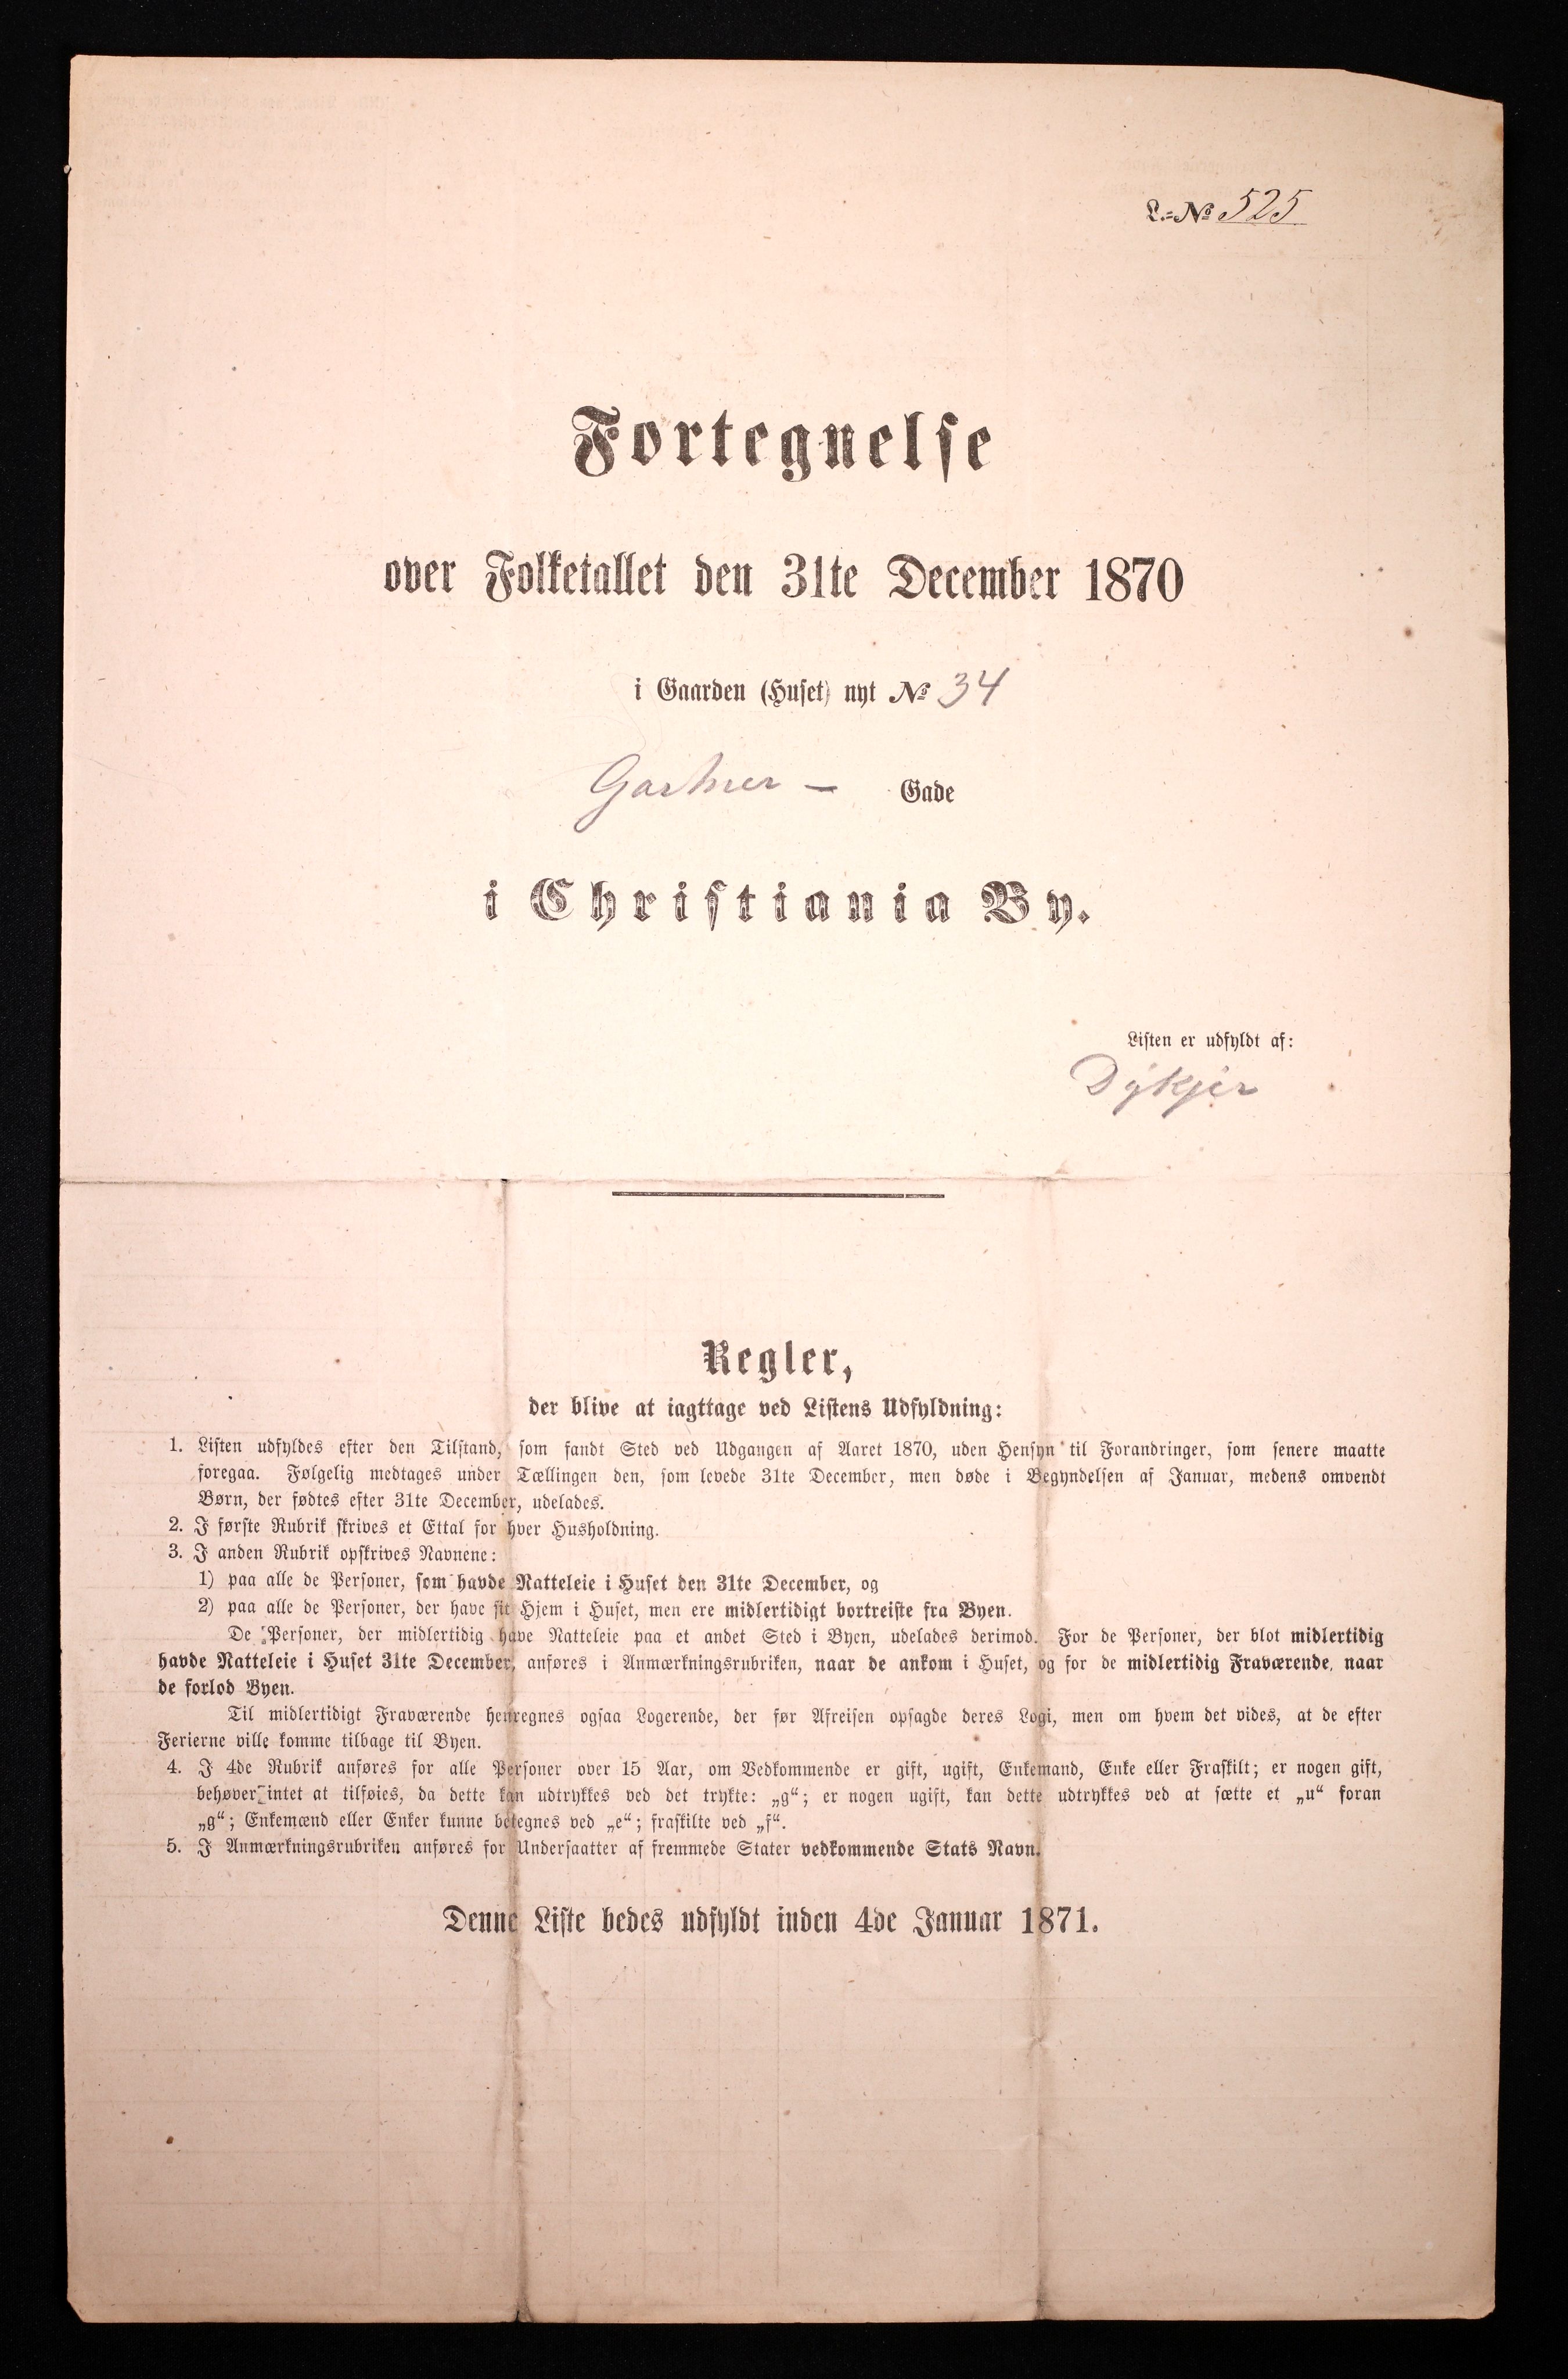 L.=No 525
Fortegnelse
over Folketallet den 31te December 1870
i Gaarden (Huset) nyt No 34
Gartner – Gade
i Christiania By.
Listen er udfyldt af:
Dykjer
Regler,
der blive at iagttage ved Listens Udfyldning:
1. Listen udfyldes efter den Tilstand, som fandt Sted ved Udgangen af Aaret 1870, uden Hensyn til Forandringer, som senere maatte
foregaa. Følgelig medtages under Tællingen den, som levede 31te December, men døde i Begyndelsen af Januar, medens omvendt
Børn, der fødtes efter 31te December, udelades.
2. I første Rubrik skrives et Ettal for hver Husholdning.
3. I anden Rubrik opskrives Navnene:
1) paa alle de Personer, som havde Natteleie i Huset den 31te December, og
2) paa alle de Personer, der have sit Hjem i Huset, men ere midlertidigt bortreiste fra Byen.
De Personer, der midlertidig have Natteleie paa et andet Sted i Byen, udelades derimod. For de Personer, der blot midlertidig
havde Natteleie i Huset 31te December, anføres i Anmærkningsrubriken, naar de ankom i Huset, og for de midlertidig Fraværende, naar
de forlod Byen.
Til midlertidigt Fraværende henregnes ogsaa Logerende, der før Afreisen opsagde deres Logi, men om hvem det vides, at de efter
Ferierne ville komme tilbage til Byen.
4. I 4de Rubrik anføres for alle Personer over 15 Aar, om Vedkommende er gift, ugift, Enkemand, Enke eller Fraskilt; er nogen gift,
behøver intet at tilføies, da dette kan udtrykkes ved det trykte: „g“; er nogen ugift, kan dette udtrykkes ved at sætte et „u“ foran
„g“; Enkemænd eller Enker kunne betegnes ved „e“; fraskilte ved „f“.
5. I Anmærkningsrubriken anføres for Undersaatter af fremmede Stater vedkommende Stats Navn.
Denne Liste bedes udfyldt inden 4de Januar 1871.